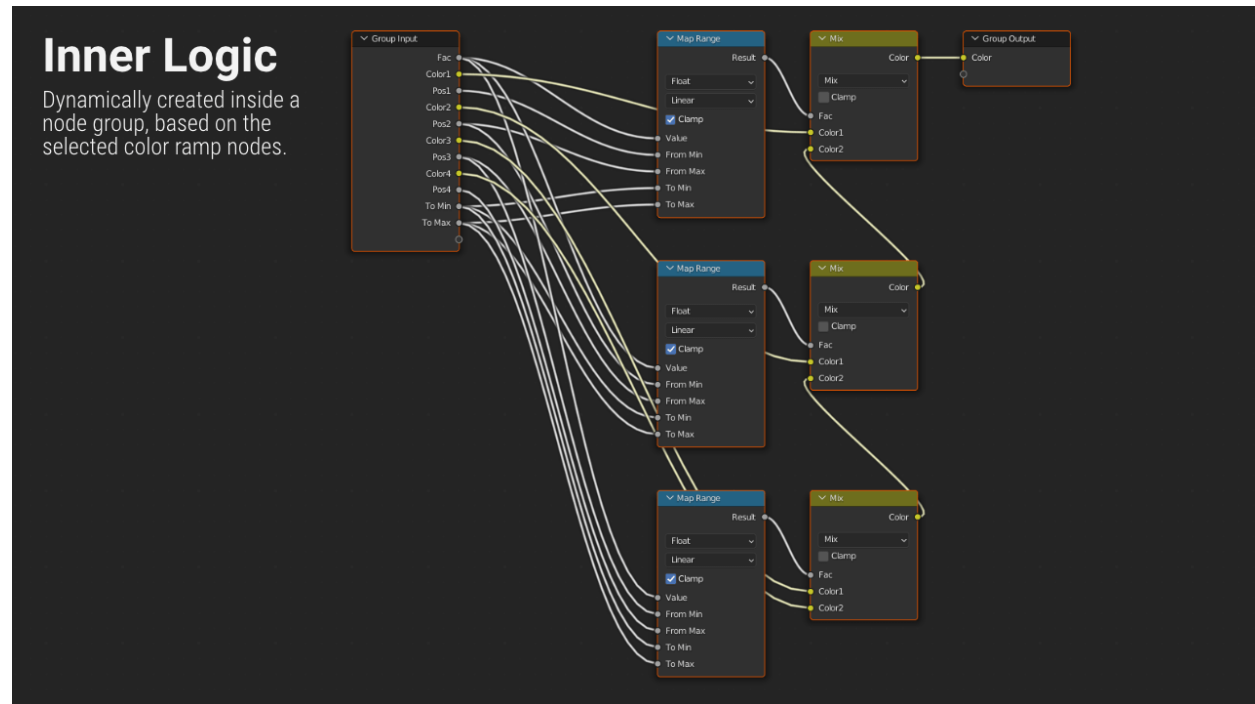 Inner Logic
Dynamically created inside a
node group, based on the
selected color ramp nodes.
Group Input
Fac
Color1
Pos1
Color2
Pos2
Color3
Pos3
Color4
Pos4
To Min
To Max
Map Range
Result
Float
Linear
Clamp
Value
From Min
From Max
To Min
To Max
Mix
Color
Mix
Clamp
Fac
Color1
Color2
Group Output
Color
Map Range
Result
Float
Linear
Clamp
Value
From Min
From Max
To Min
To Max
Mix
Color
Mix
Clamp
Fac
Color1
Color2
Map Range
Result
Float
Linear
Clamp
Value
From Min
From Max
To Min
To Max
Mix
Color
Mix
Clamp
Fac
Color1
Color2